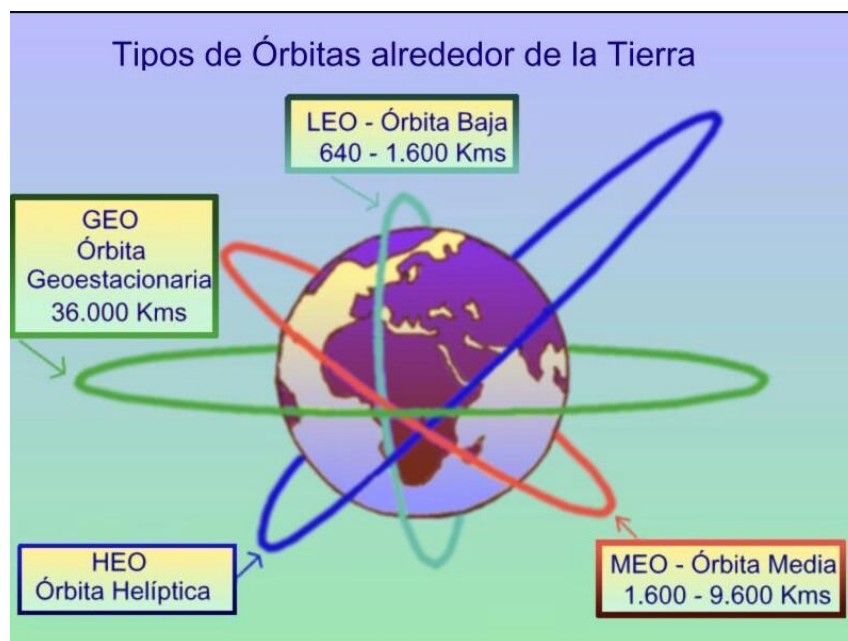 Tipos de Órbitas alrededor de la Tierra
LEO - Órbita Baja
640 - 1.600 Kms
GEO
Órbita
Geoestacionaria
36.000 Kms
HEO
Órbita Helíptica
MEO - Órbita Media
1.600 - 9.600 Kms